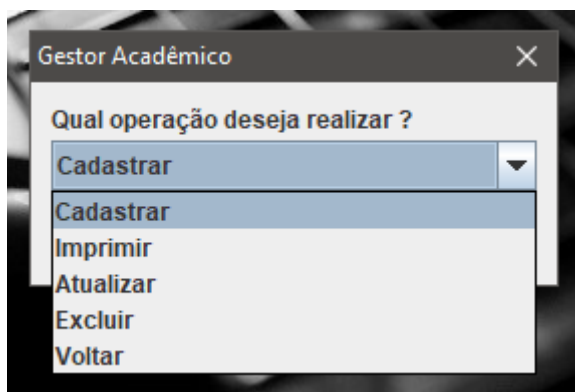 Gestor Acadêmico
Qual operação deseja realizar ?
Cadastrar
Cadastrar
Imprimir
Atualizar
Excluir
Voltar